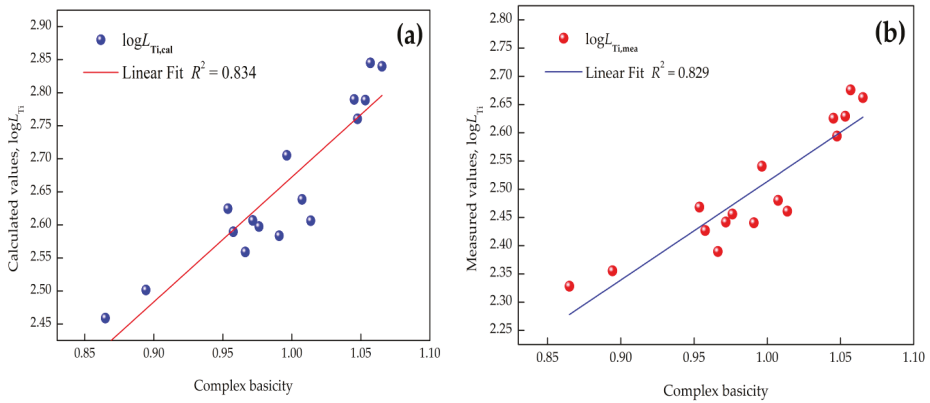 (a)
logL_Ti,cal
Linear Fit R² = 0.834
Calculated values, logL_Ti
2.90
2.85
2.80
2.75
2.70
2.65
2.60
2.55
2.50
2.45
0.85 0.90 0.95 1.00 1.05 1.10
Complex basicity
(b)
logL_Ti,mea
Linear Fit R² = 0.829
Measured values, logL_Ti
2.80
2.75
2.70
2.65
2.60
2.55
2.50
2.45
2.40
2.35
2.30
2.25
0.85 0.90 0.95 1.00 1.05 1.10
Complex basicity